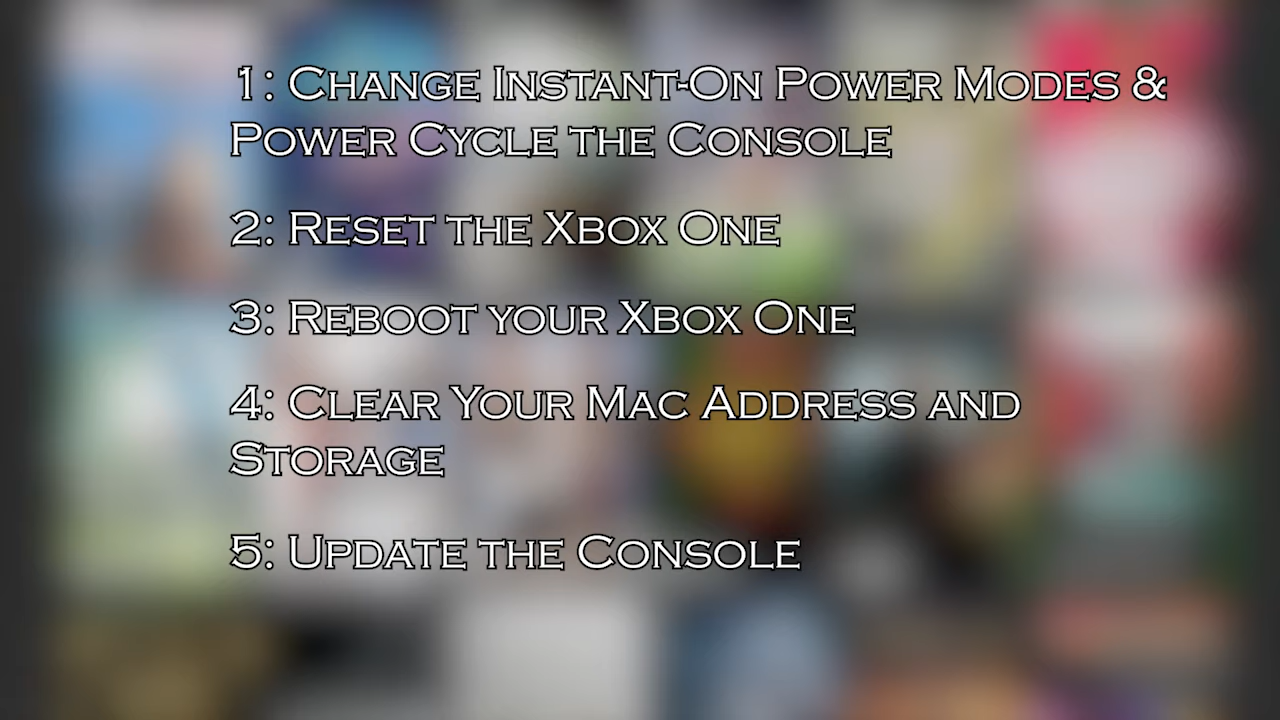 1: Change Instant-On Power Modes &
Power Cycle the Console
2: Reset the Xbox One
3: Reboot your Xbox One
4: Clear Your Mac Address and
Storage
5: Update the Console